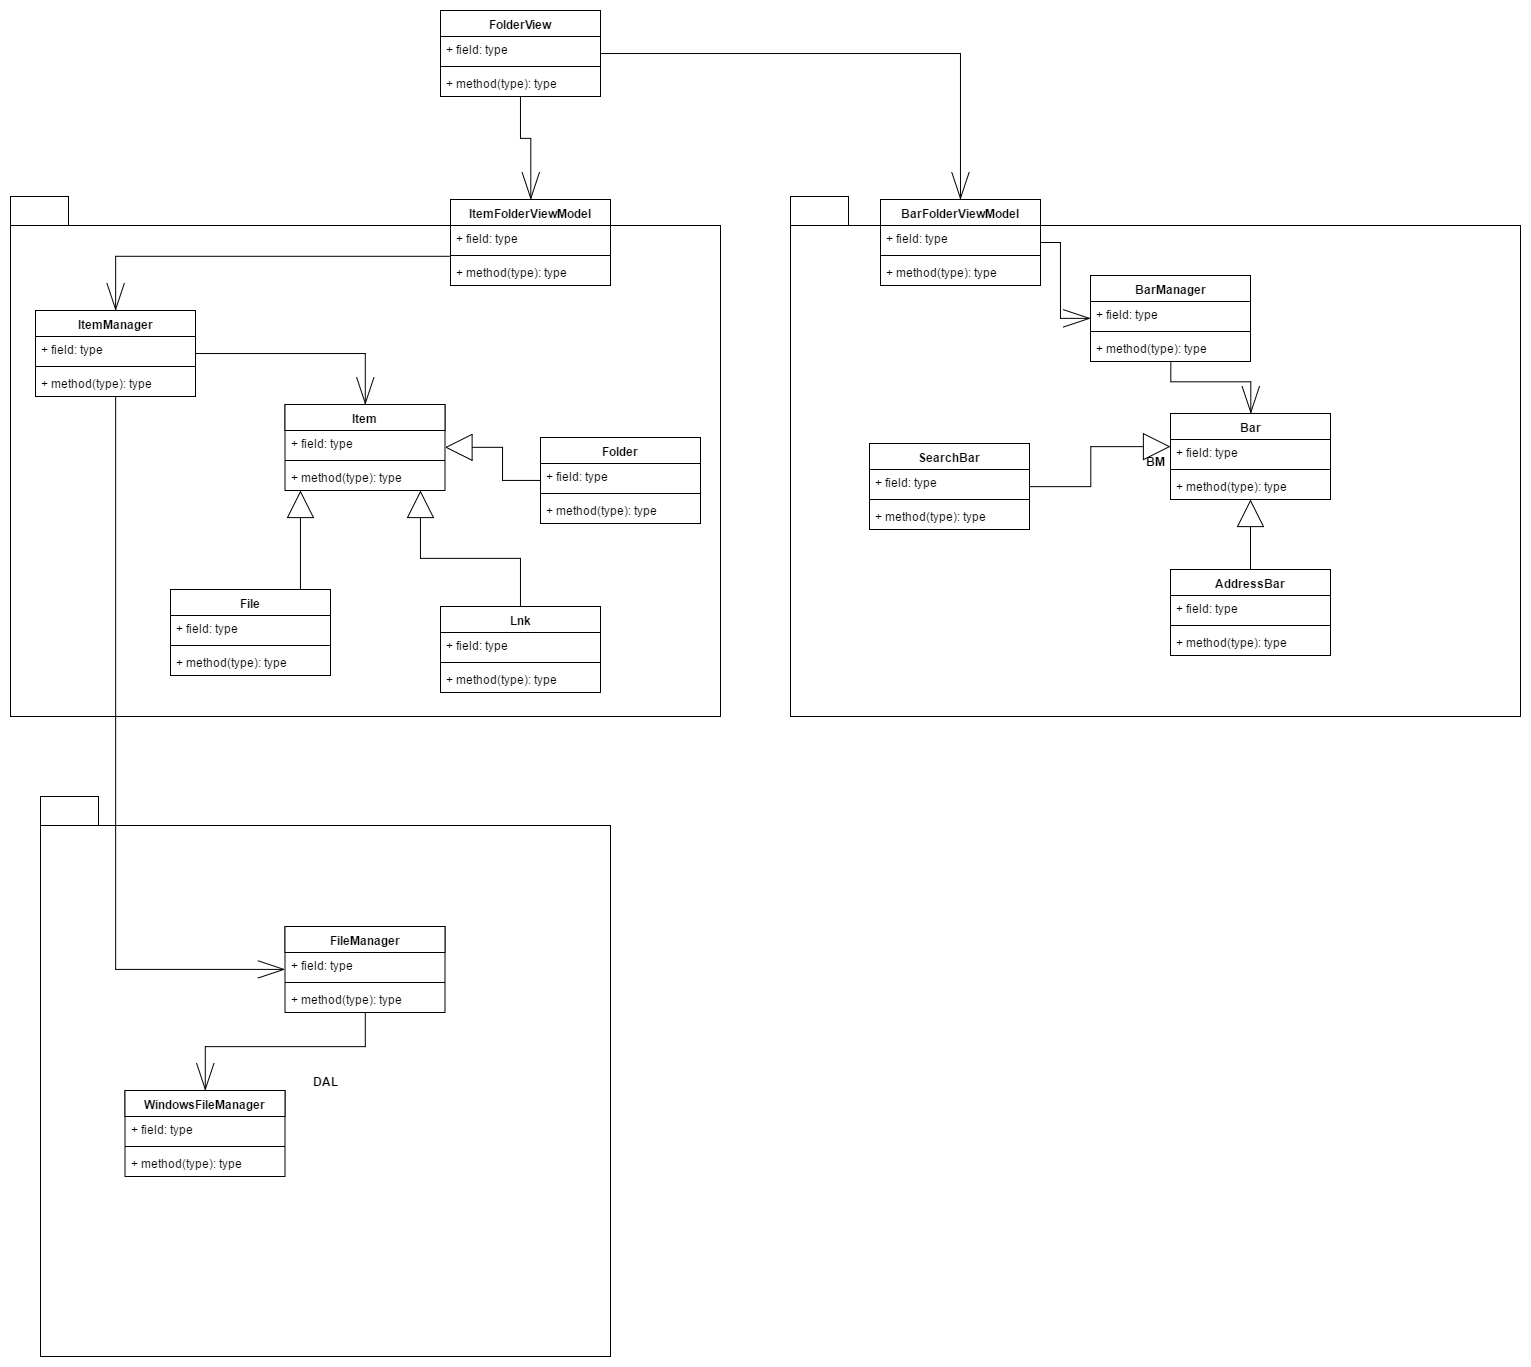 FolderView
+ field: type
+ method(type): type
ItemFolderViewModel
+ field: type
+ method(type): type
BarFolderViewModel
+ field: type
+ method(type): type
BarManager
+ field: type
+ method(type): type
ItemManager
+ field: type
+ method(type): type
Item
+ field: type
+ method(type): type
Folder
+ field: type
+ method(type): type
Bar
+ field: type
+ method(type): type
BM
SearchBar
+ field: type
+ method(type): type
File
+ field: type
+ method(type): type
Lnk
+ field: type
+ method(type): type
AddressBar
+ field: type
+ method(type): type
FileManager
+ field: type
+ method(type): type
DAL
WindowsFileManager
+ field: type
+ method(type): type